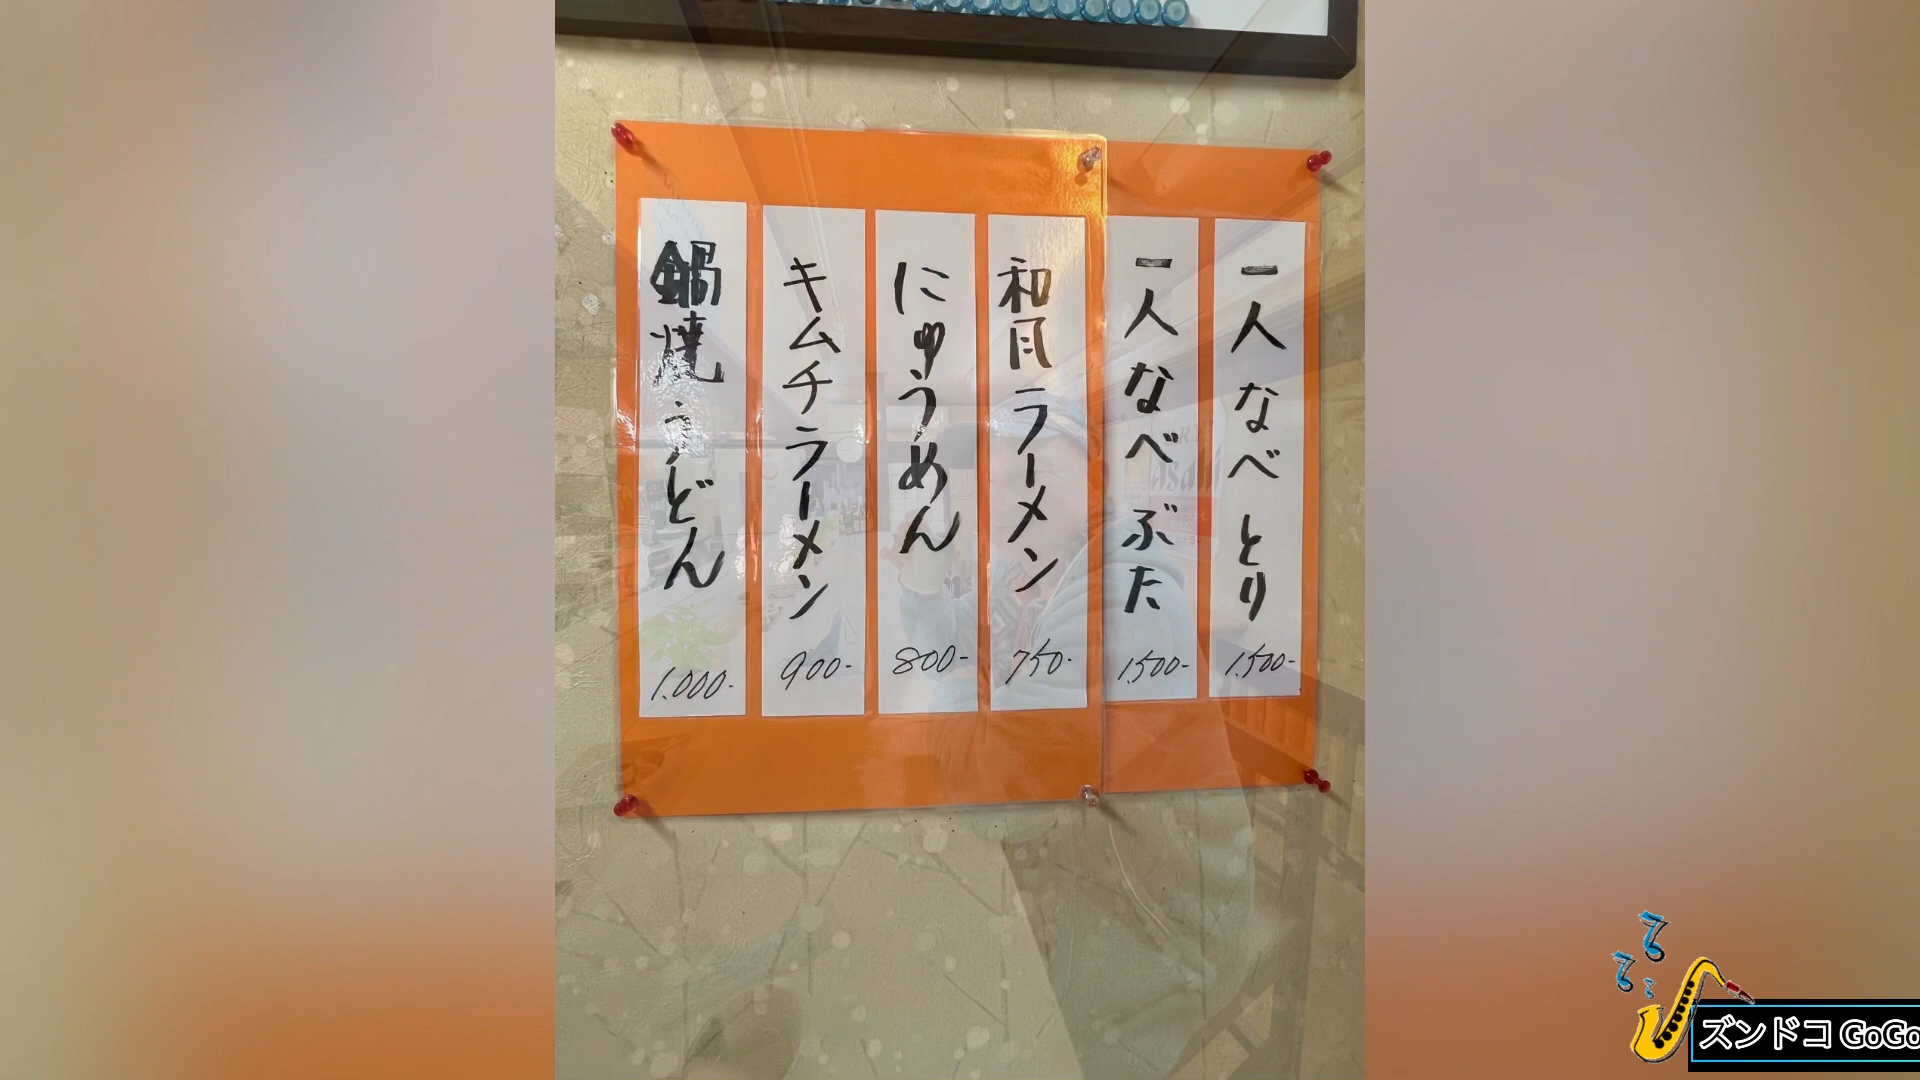 一人なべ とり 1.500-
一人なべ ぶた 1500-
和風ラーメン 750-
にゅうめん 800-
キムチラーメン 900-
鍋焼うどん 1.000-
Asahi
ズンドコ GoGo